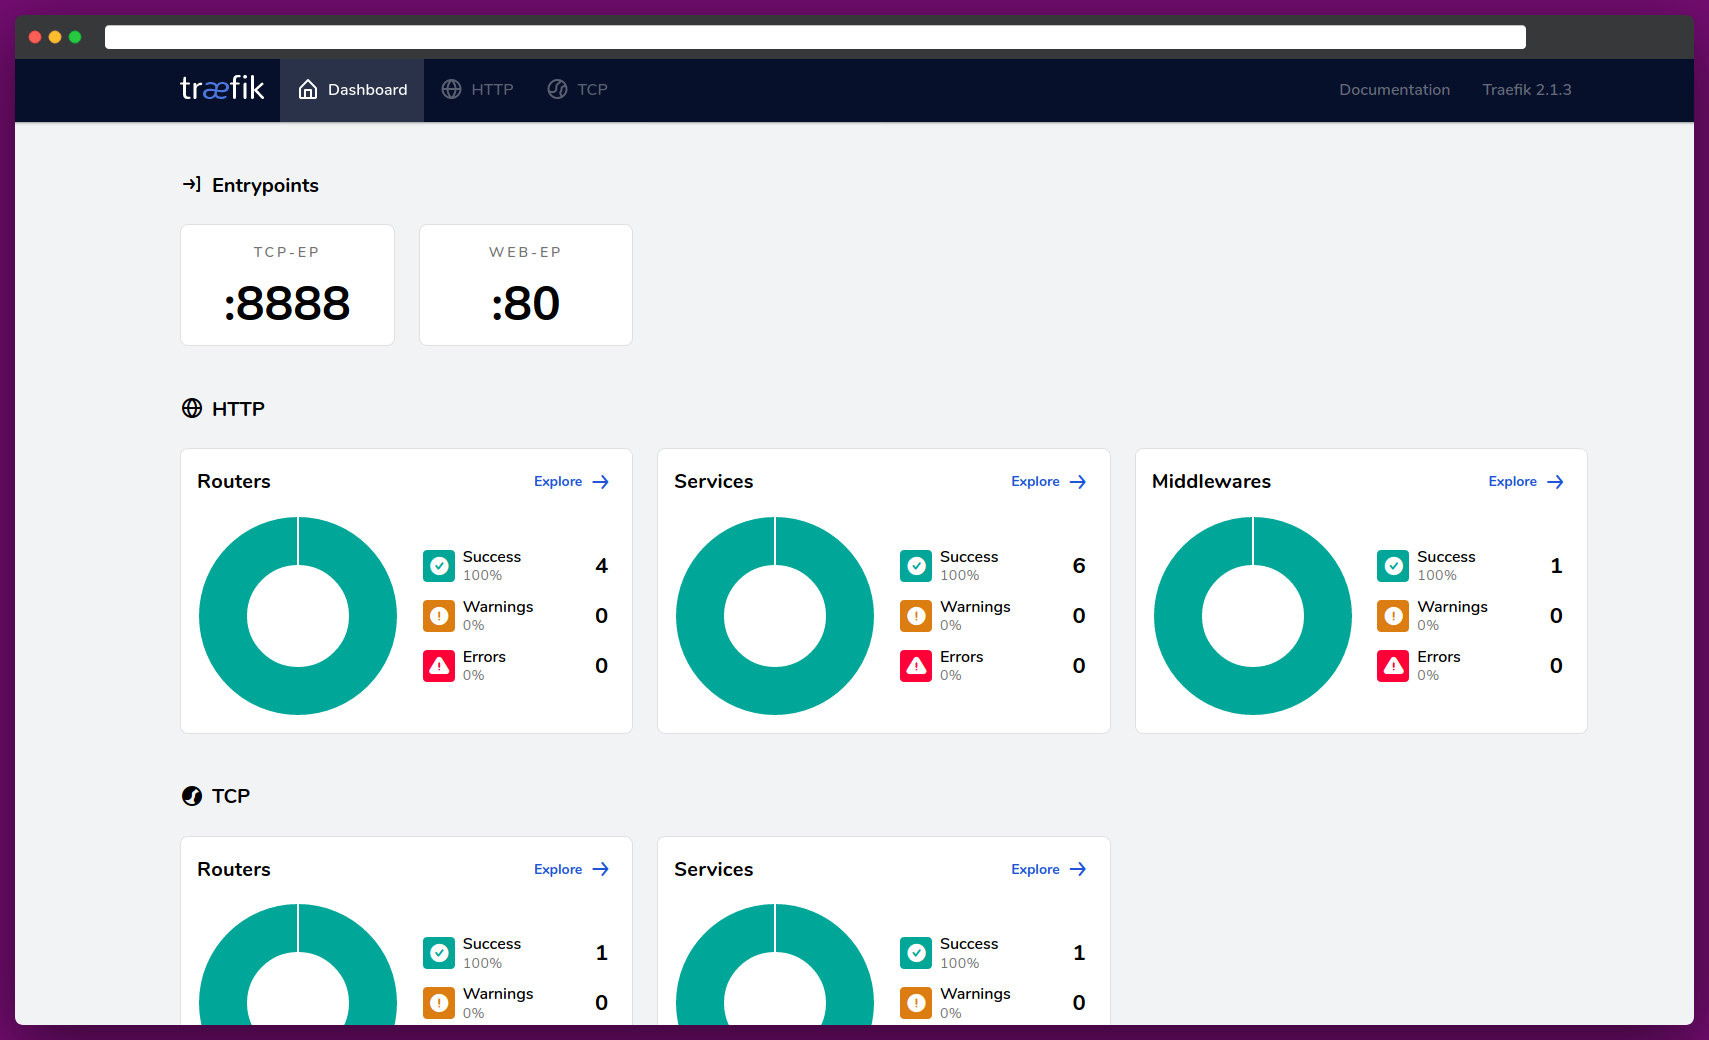 træfik Dashboard HTTP TCP Documentation Traefik 2.1.3
Entrypoints
TCP-EP WEB-EP
:8888 :80
HTTP
Routers Explore Services Explore Middlewares Explore
Success 4 Success 6 Success 1
100% 100% 100%
Warnings 0 Warnings 0 Warnings 0
0% 0% 0%
Errors 0 Errors 0 Errors 0
0% 0% 0%
TCP
Routers Explore Services Explore
Success 1 Success 1
100% 100%
Warnings 0 Warnings 0
0% 0%